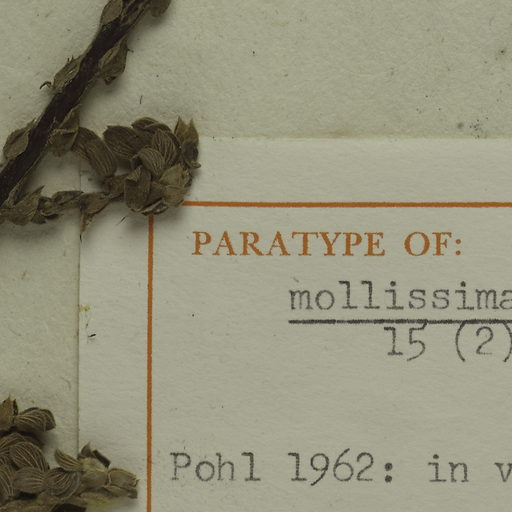 PARATYPE OF:
mollissima
15 (2)
Pohl 1962: in v